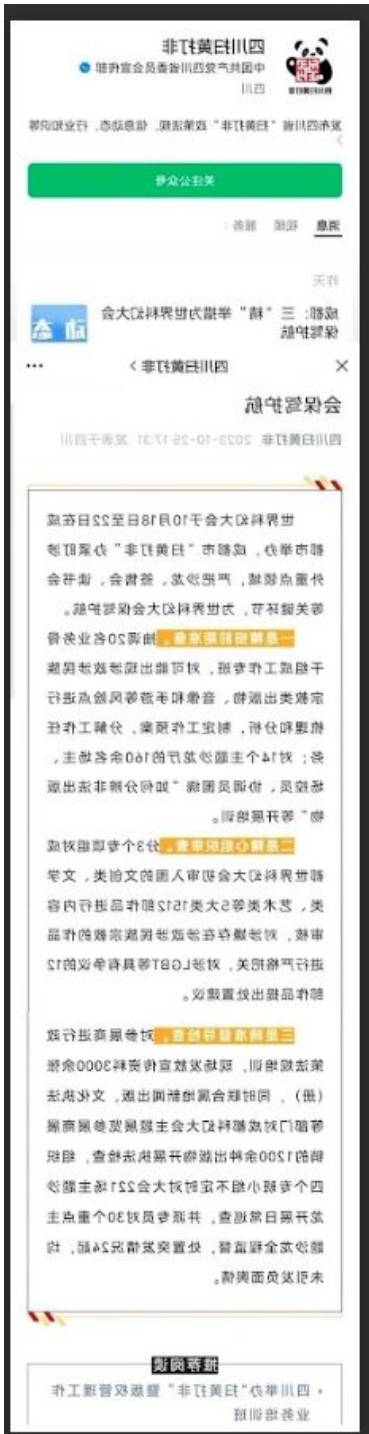 四川扫黄打非
中国共产党四川省委员会宣传部
四川
发布四川省“扫黄打非”政策法规、信息动态、行业知识等
关注公众号
消息 视频 服务
昨天
成都:三“精”举措为世界科幻大会
保驾护航
动态
四川扫黄打非
会保驾护航
四川扫黄打非 2023-10-25 17:31 发表于四川
世界科幻大会于10月18日至22日在成
都市举办,成都市“扫黄打非”办紧盯涉
外重点领域,严把沙龙、签售会、读书会
等关键环节,为世界科幻大会保驾护航。
一是精细前期准备。抽调20名业务骨
干组成工作专班,对可能出现涉政涉民族
宗教类出版物、音像和手游等风险点进行
梳理和分析,制定工作预案,分解工作任
务;对14个主题沙龙厅的160余名场主、
场控员、协调员围绕“如何分辨非法出版
物”等开展培训。
二是精心组织审查。分3个专项组对成
都世界科幻大会初审入围的文创类、文学
类、艺术类等5大类1512部作品进行内容
审核,对涉嫌存在涉政涉民族宗教的作品
进行严格把关,对涉LGBT等具有争议的12
部作品提出处置建议。
三是精准督导检查。对参展商进行政
策法规培训,现场发放宣传资料3000余张
(册),同时联合属地新闻出版、文化执法
等部门对成都科幻大会主题展览参展商展
销的1200余种出版物开展执法检查,组织
四个专班小组不定时对大会221场主题沙
龙开展日常巡查,并派专员对30个重点主
题沙龙全程监督,处置突发情况24起,均
未引发负面舆情。
推荐阅读
· 四川举办“扫黄打非”暨版权管理工作
业务培训班